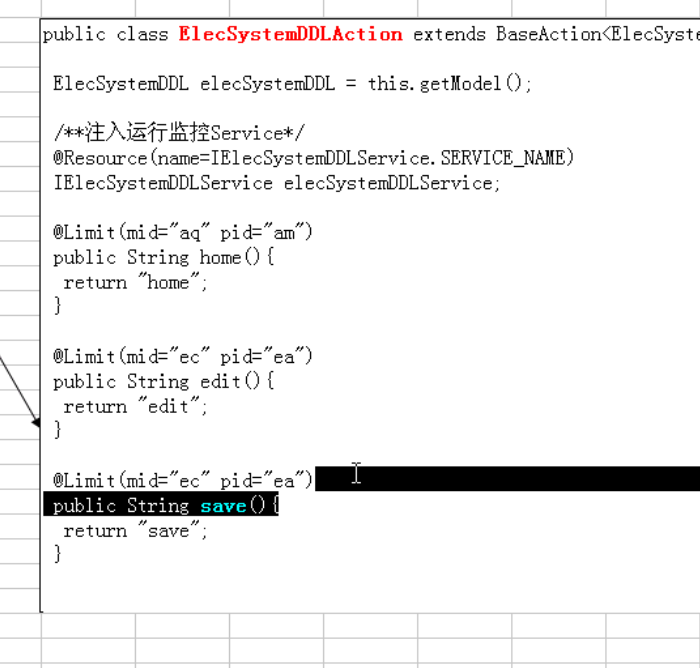 public class ElecSystemDDLAction extends BaseAction<ElecSyste
ElecSystemDDL elecSystemDDL = this.getModel();
/**注入运行监控Service*/
@Resource(name=IElecSystemDDLService.SERVICE_NAME)
IElecSystemDDLService elecSystemDDLService;
@Limit(mid="aq" pid="am")
public String home(){
return "home";
}
@Limit(mid="ec" pid="ea")
public String edit(){
return "edit";
}
@Limit(mid="ec" pid="ea")
public String save(){
return "save";
}